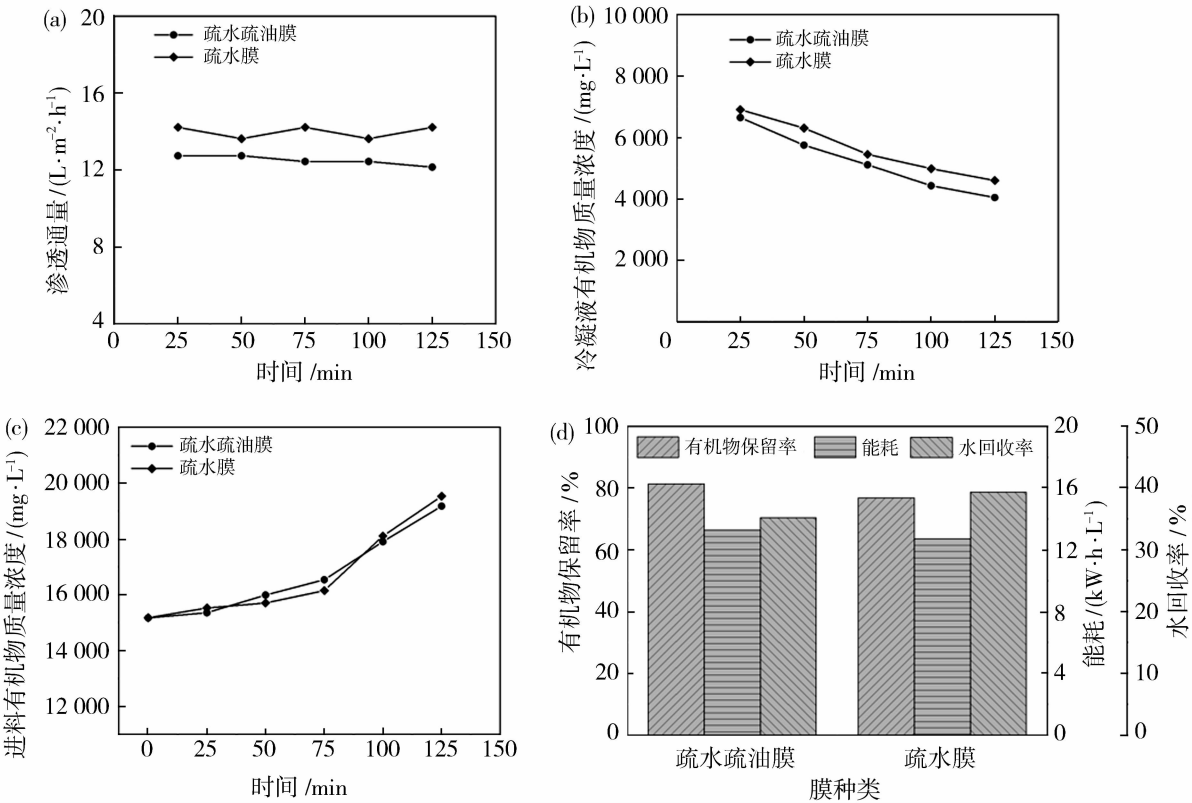 (a)
20
16
12
8
4
渗透通量/(L·m⁻²·h⁻¹)
疏水疏油膜
疏水膜
0 25 50 75 100 125 150
时间/min
(b)
10 000
8 000
6 000
4 000
2 000
冷凝液有机物质量浓度/(mg·L⁻¹)
疏水疏油膜
疏水膜
0 25 50 75 100 125 150
时间/min
(c)
22 000
20 000
18 000
16 000
14 000
12 000
进料有机物质量浓度/(mg·L⁻¹)
疏水疏油膜
疏水膜
0 25 50 75 100 125 150
时间/min
(d)
100
80
60
40
20
0
有机物保留率/%
有机物保留率 能耗 水回收率
疏水疏油膜 疏水膜
膜种类
20
16
12
8
4
0
能耗/(kW·h·L⁻¹)
50
40
30
20
10
0
水回收率/%